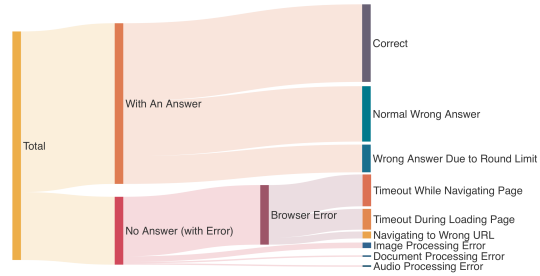 Correct
With An Answer
Normal Wrong Answer
Total
Wrong Answer Due to Round Limit
Timeout While Navigating Page
Browser Error
Timeout During Loading Page
No Answer (with Error)
Navigating to Wrong URL
Image Processing Error
Document Processing Error
Audio Processing Error